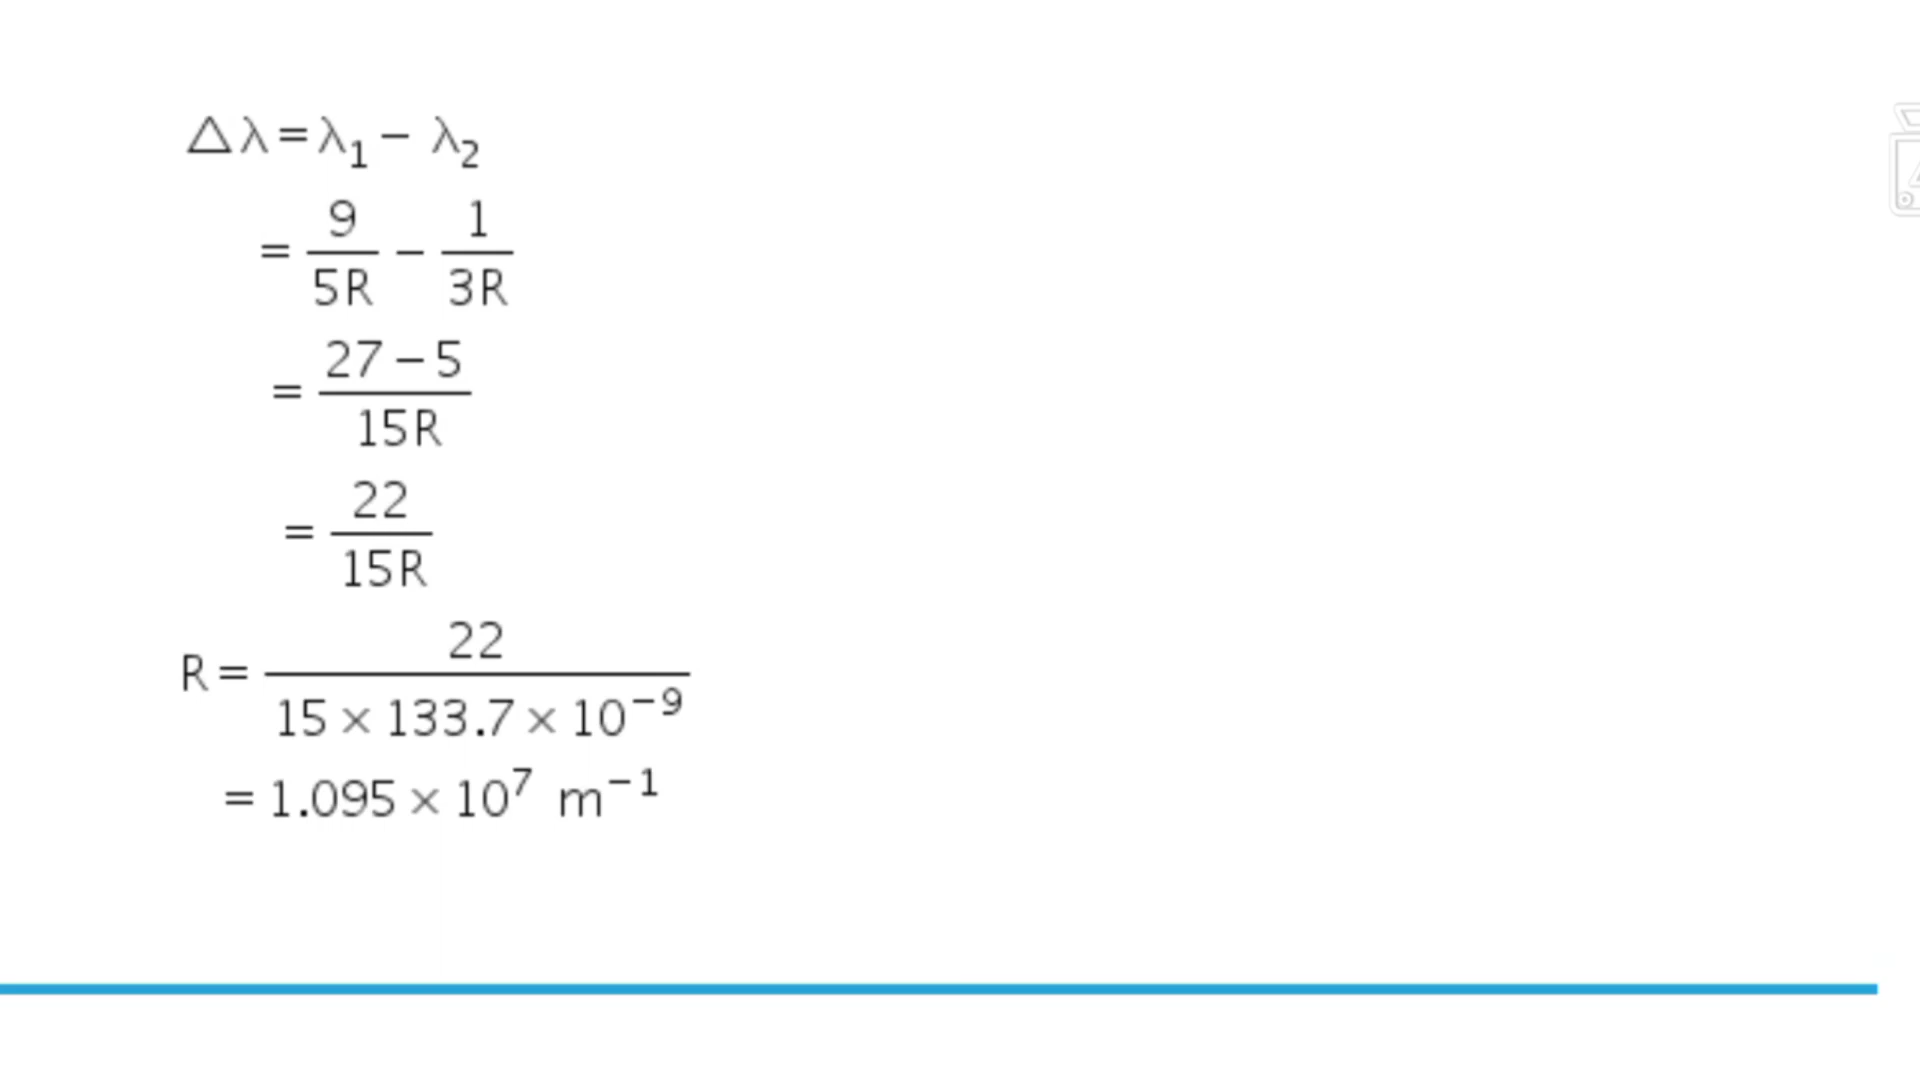 △λ=λ₁− λ₂
= 9/5R − 1/3R
= 27−5/15R
= 22/15R
R= 22/15×133.7×10⁻⁹
=1.095×10⁷ m⁻¹